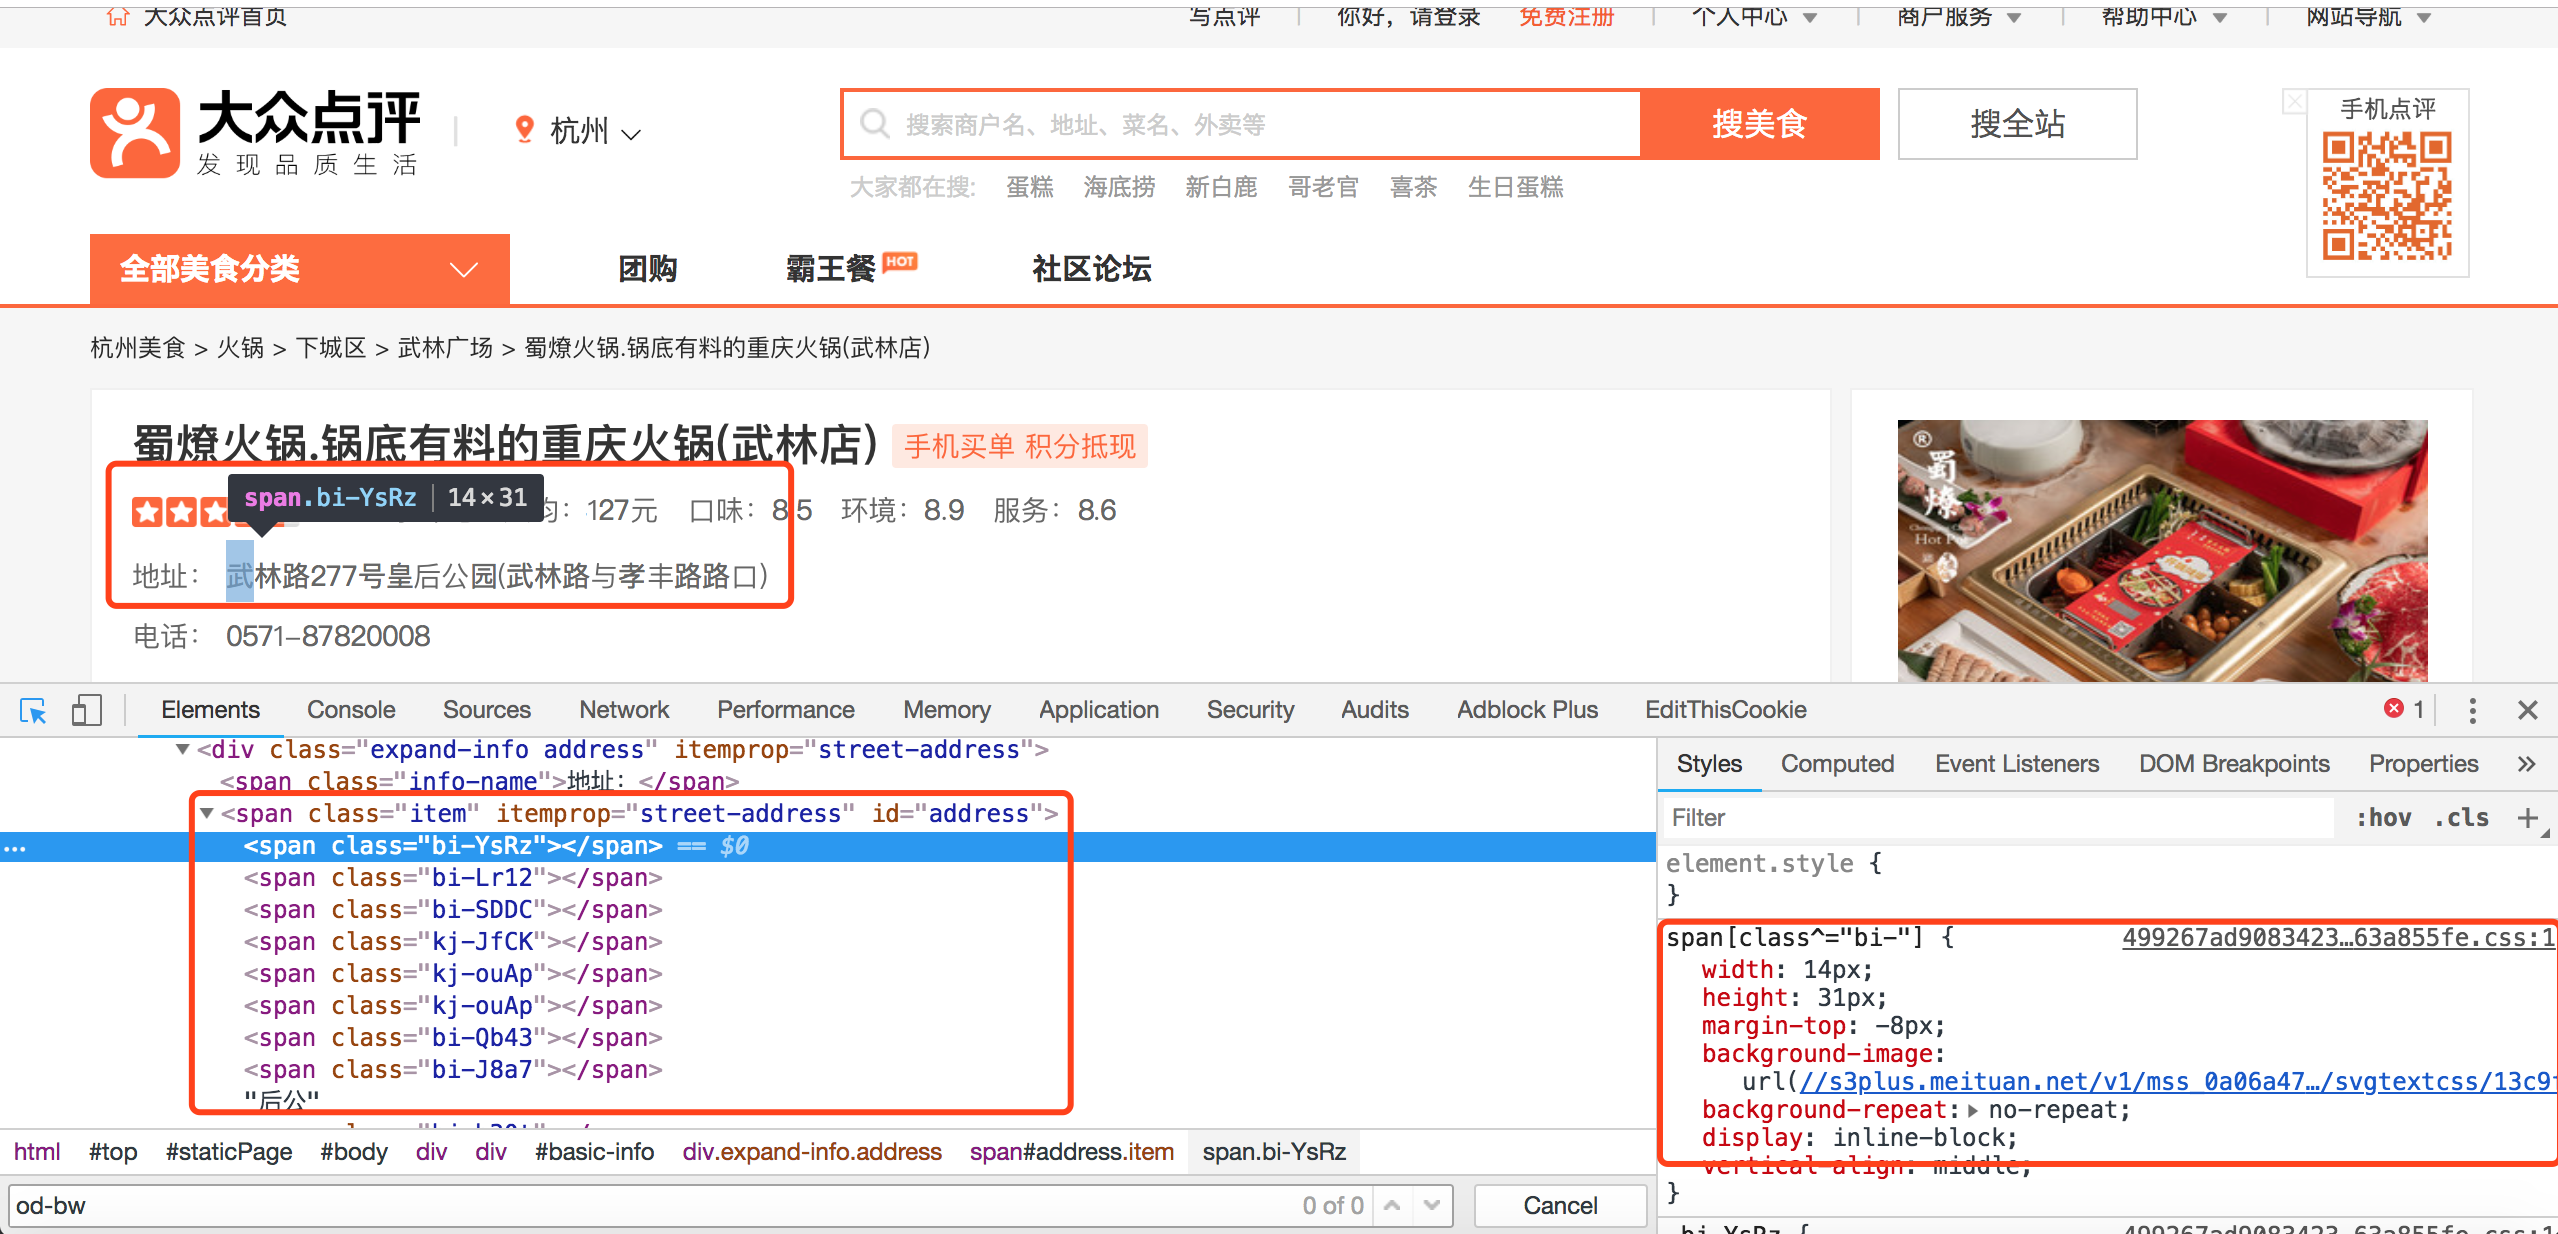 大众点评首页
写点评 | 你好，请登录 免费注册 | 个人中心 | 商户服务 | 帮助中心 | 网站导航
大众点评
发现品质生活
杭州
搜索商户名、地址、菜名、外卖等
搜美食
搜全站
手机点评
大家都在搜: 蛋糕 海底捞 新白鹿 哥老官 喜茶 生日蛋糕
全部美食分类
团购
霸王餐 HOT
社区论坛
杭州美食 > 火锅 > 下城区 > 武林广场 > 蜀燎火锅.锅底有料的重庆火锅(武林店)
蜀燎火锅.锅底有料的重庆火锅(武林店) 手机买单 积分抵现
span.bi-YsRz | 14×31
均: 127元 口味: 8.5 环境: 8.9 服务: 8.6
地址: 武林路277号皇后公园(武林路与孝丰路路口)
电话: 0571-87820008
®
蜀燎
Hot Pot
Elements Console Sources Network Performance Memory Application Security Audits Adblock Plus EditThisCookie 1
<div class="expand-info address" itemprop="street-address">
<span class="info-name">地址: </span>
<span class="item" itemprop="street-address" id="address">
... <span class="bi-YsRz"></span> == $0
<span class="bi-Lr12"></span>
<span class="bi-SDDC"></span>
<span class="kj-JfCK"></span>
<span class="kj-ouAp"></span>
<span class="kj-ouAp"></span>
<span class="bi-Qb43"></span>
<span class="bi-J8a7"></span>
"后公"
html #top #staticPage #body div div #basic-info div.expand-info.address span#address.item span.bi-YsRz
od-bw 0 of 0 Cancel
Styles Computed Event Listeners DOM Breakpoints Properties »
Filter :hov .cls +
element.style {
}
span[class^="bi-"] { 499267ad9083423…63a855fe.css:1
width: 14px;
height: 31px;
margin-top: -8px;
background-image:
url(//s3plus.meituan.net/v1/mss_0a06a47…/svgtextcss/13c9
background-repeat: no-repeat;
display: inline-block;
vertical-align: middle;
}
.bi-YsRz { 499267ad9083423…63a855fe.css:1